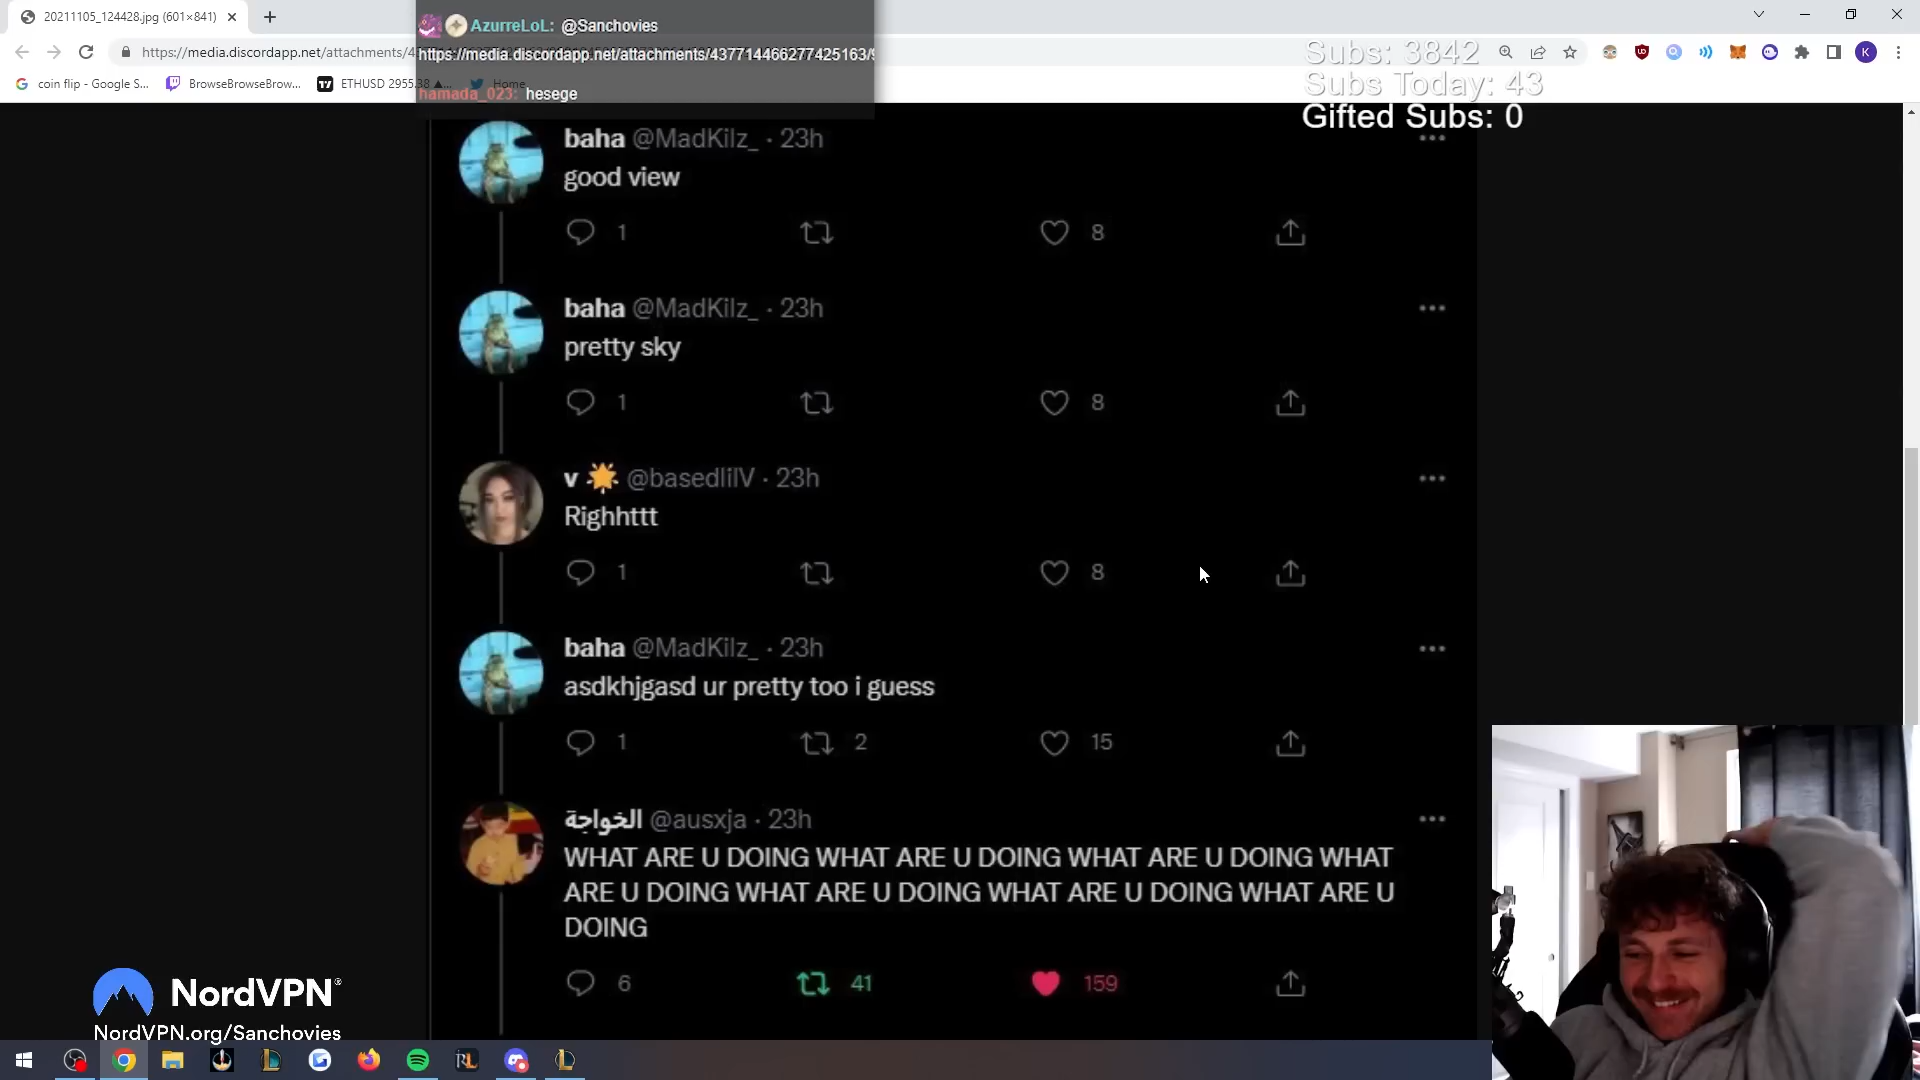 20211105_124428.jpg (601×841)
AzurreLoL: @Sanchovies
https://media.discordapp.net/attachments/4
https://media.discordapp.net/attachments/437714466277425163/
hamada_023: hesege
Subs: 3842
Subs Today: 43
Gifted Subs: 0
coin flip - Google S...
BrowseBrowseBrow...
ETHUSD 2955.38
Home
baha @MadKilz_ · 23h
good view
1
8
baha @MadKilz_ · 23h
pretty sky
1
8
v @basedlilV · 23h
Righhttt
1
8
baha @MadKilz_ · 23h
asdkhjgasd ur pretty too i guess
1
2
15
الخواجة @ausxja · 23h
WHAT ARE U DOING WHAT ARE U DOING WHAT ARE U DOING WHAT
ARE U DOING WHAT ARE U DOING WHAT ARE U DOING WHAT ARE U
DOING
6
41
159
NordVPN®
NordVPN.org/Sanchovies